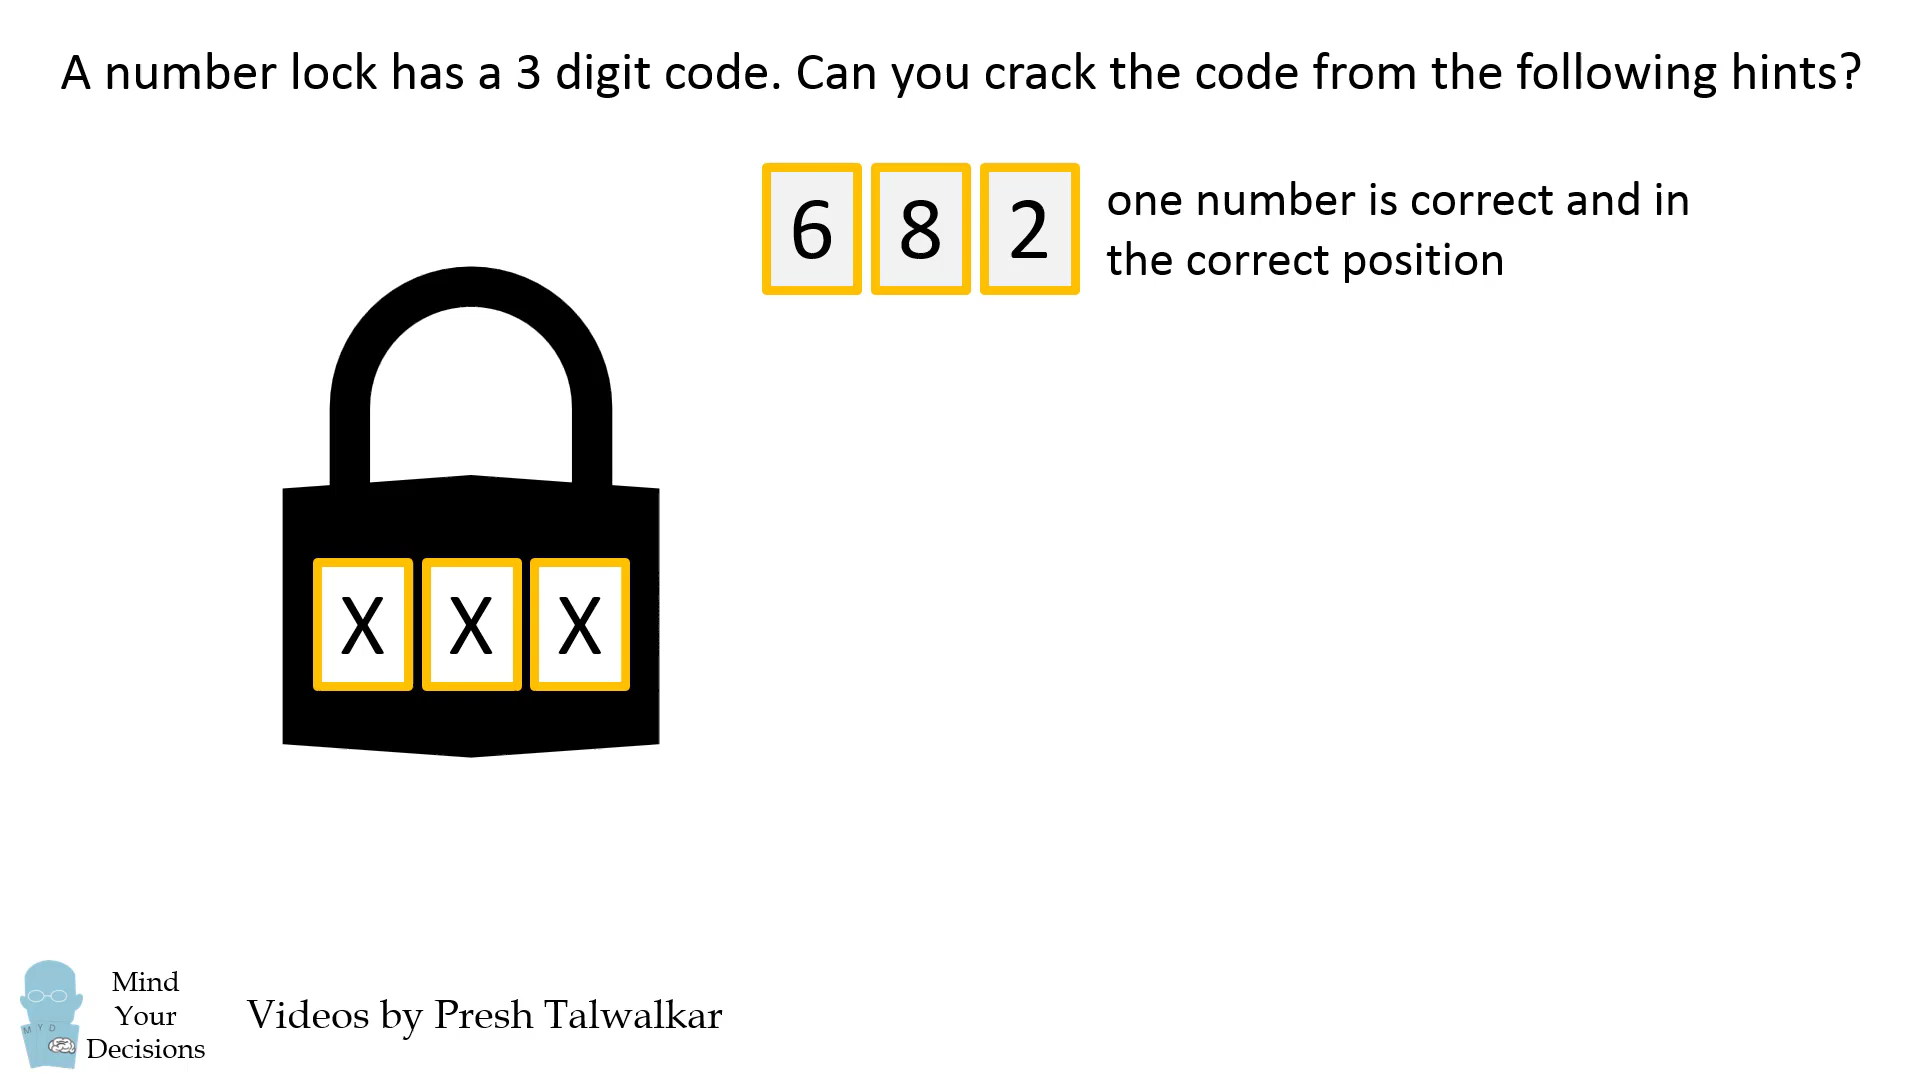 A number lock has a 3 digit code. Can you crack the code from the following hints?
6 8 2
one number is correct and in
the correct position
X X X
M Y D
Mind
Your
Decisions
Videos by Presh Talwalkar